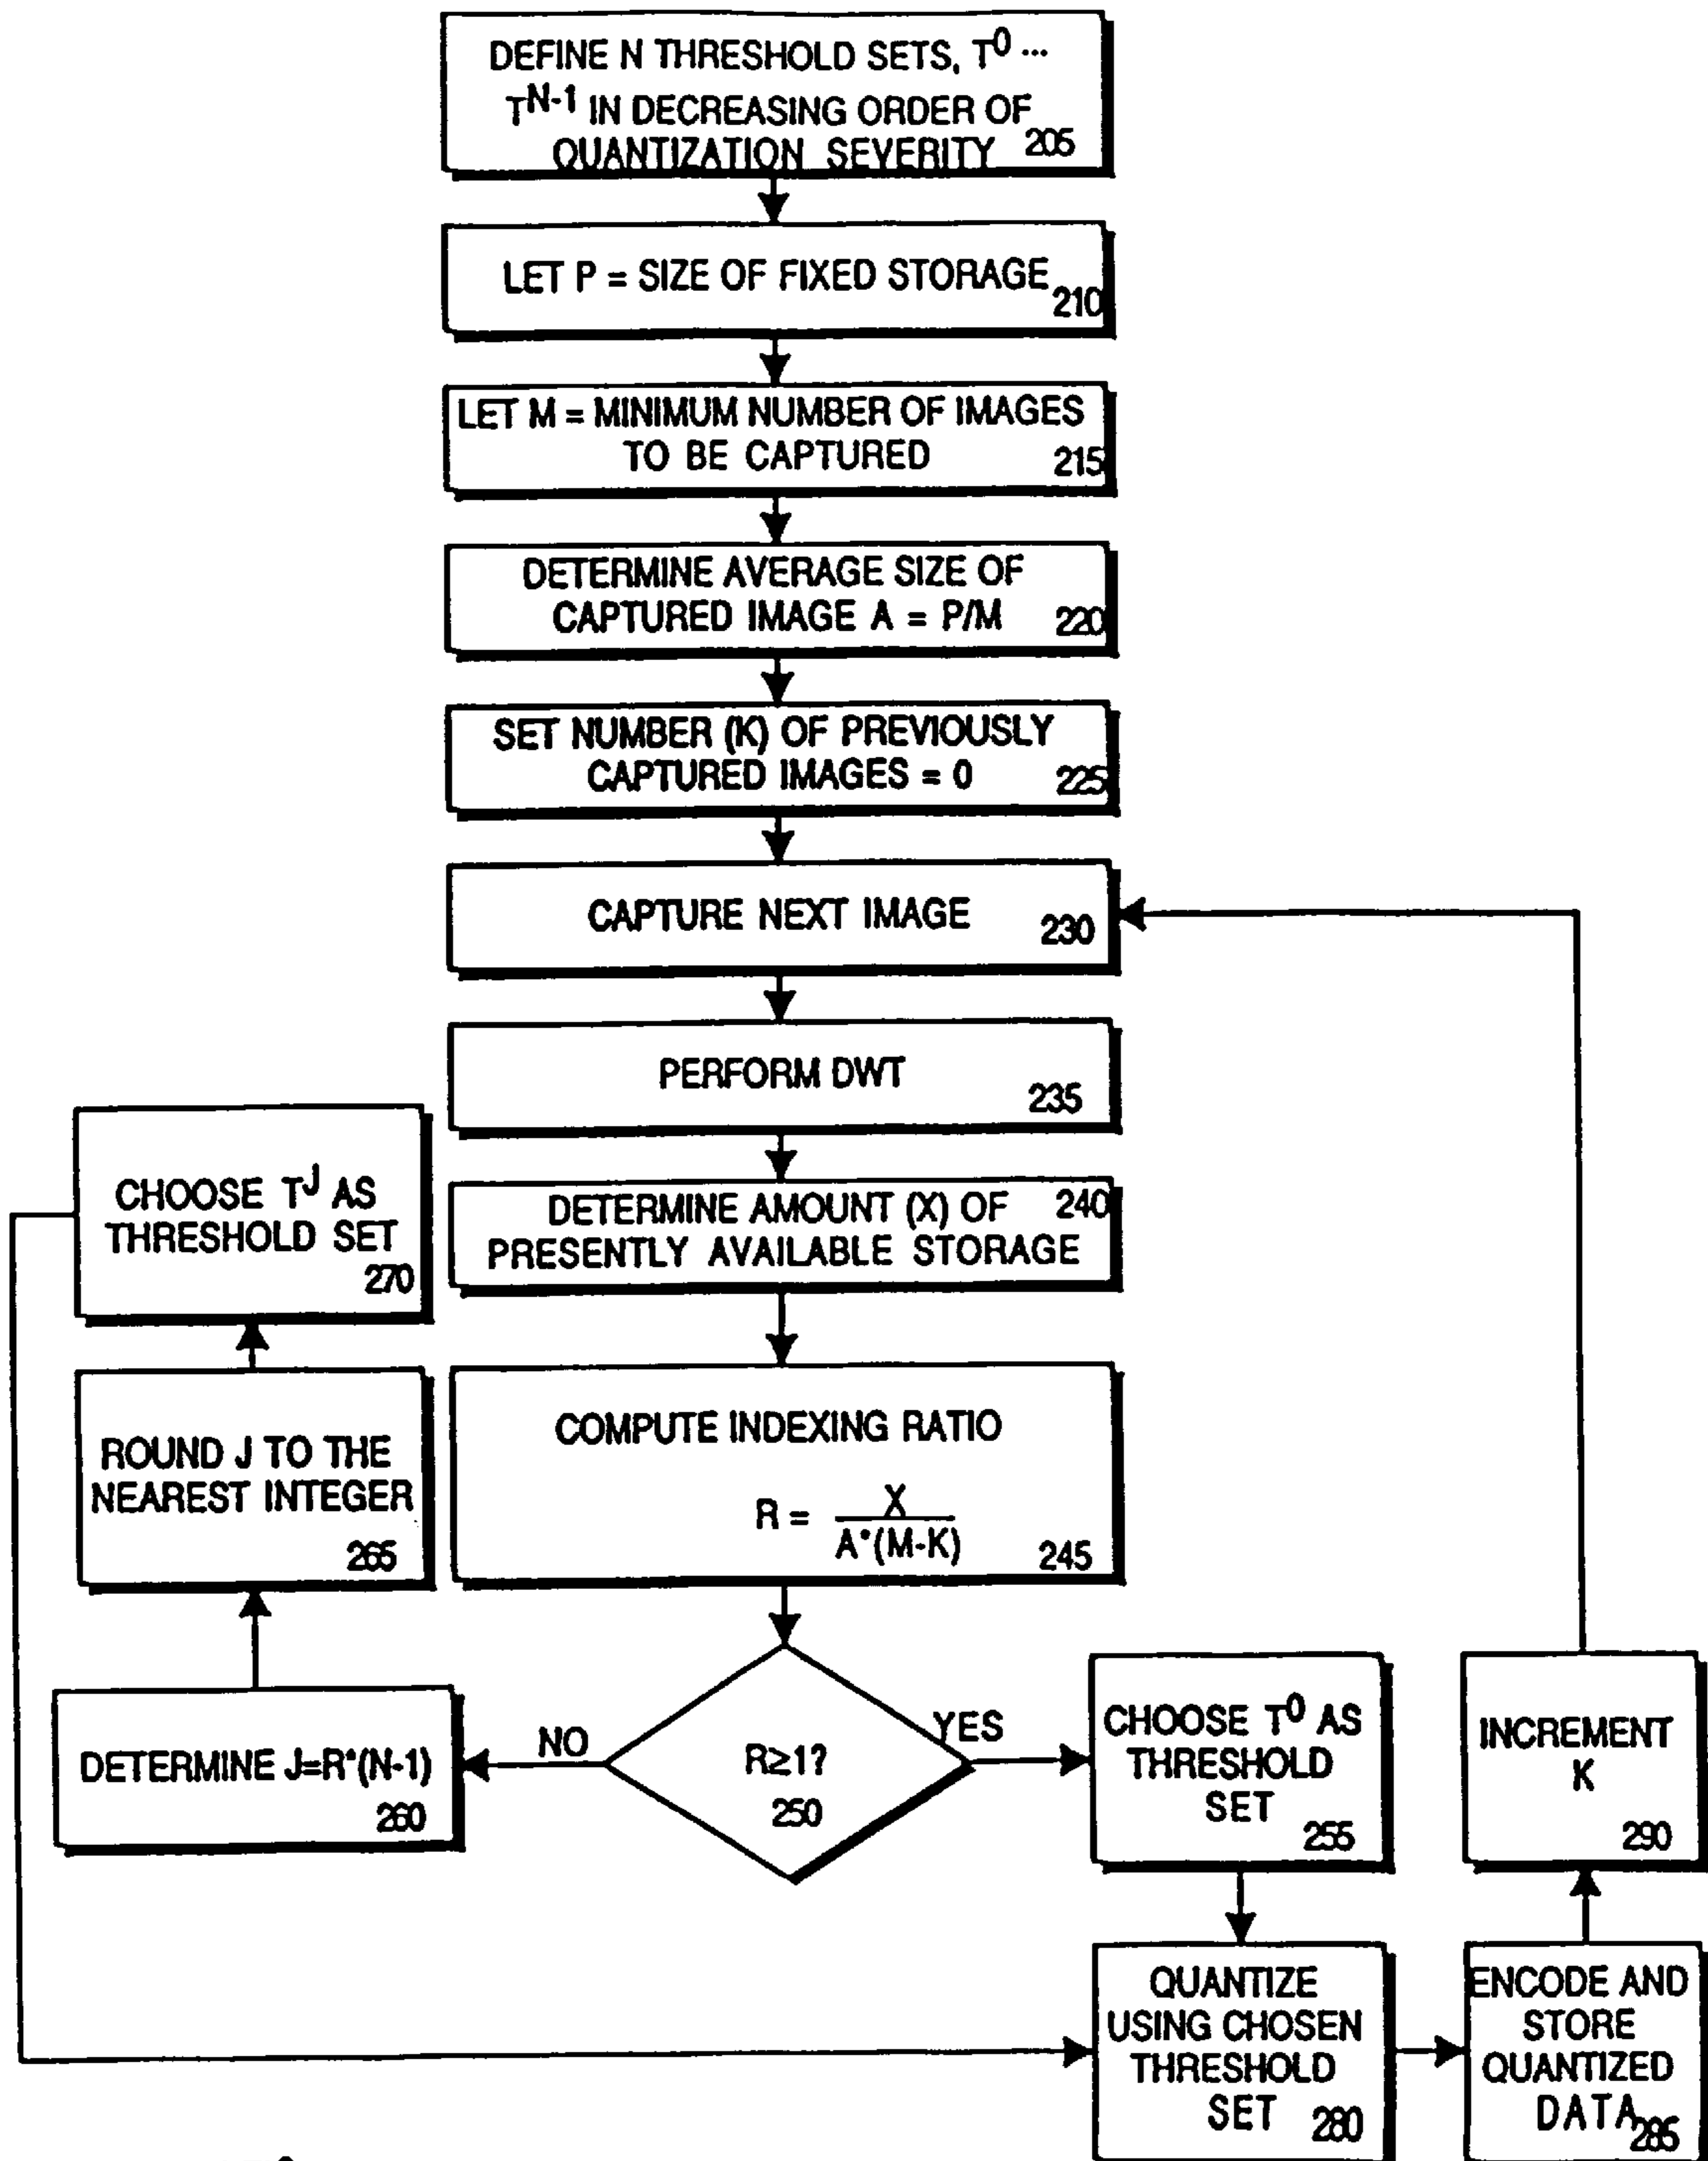 DEFINE N THRESHOLD SETS, T⁰ ...
Tᴺ⁻¹ IN DECREASING ORDER OF
QUANTIZATION SEVERITY 205
LET P = SIZE OF FIXED STORAGE
210
LET M = MINIMUM NUMBER OF IMAGES
TO BE CAPTURED 215
DETERMINE AVERAGE SIZE OF
CAPTURED IMAGE A = P/M 220
SET NUMBER (K) OF PREVIOUSLY
CAPTURED IMAGES = 0 225
CAPTURE NEXT IMAGE 230
PERFORM DWT
235
DETERMINE AMOUNT (X) OF 240
PRESENTLY AVAILABLE STORAGE
COMPUTE INDEXING RATIO
R = X
A*(M-K) 245
R≥1?
250
NO
YES
DETERMINE J=R*(N-1)
260
ROUND J TO THE
NEAREST INTEGER
265
CHOOSE Tᴶ AS
THRESHOLD SET
270
CHOOSE T⁰ AS
THRESHOLD
SET
255
QUANTIZE
USING CHOSEN
THRESHOLD
SET 280
ENCODE AND
STORE
QUANTIZED
DATA
285
INCREMENT
K
290